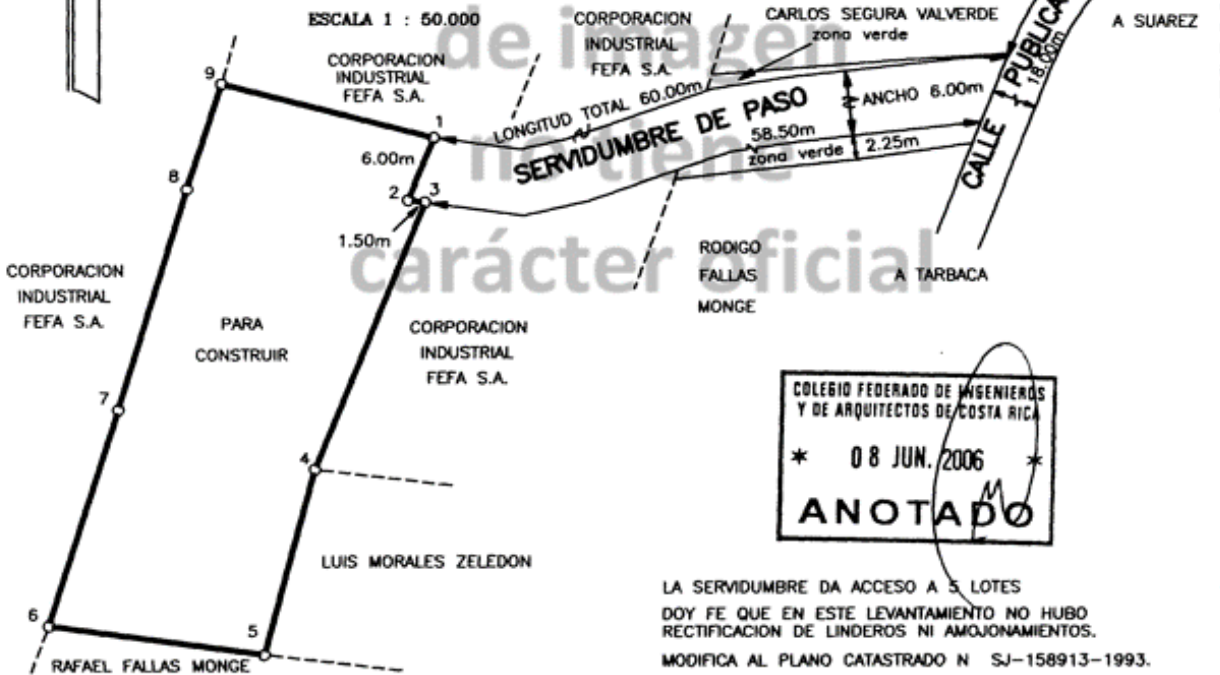 ESCALA 1 : 50.000
de imagen
no tiene
carácter oficial
CORPORACION
INDUSTRIAL
FEFA S.A.
CORPORACION
INDUSTRIAL
FEFA S.A.
CARLOS SEGURA VALVERDE
zona verde
A SUAREZ
CALLE PUBLICA
18.00m
9
1
LONGITUD TOTAL 60.00m
SERVIDUMBRE DE PASO
ANCHO 6.00m
58.50m
zona verde
2.25m
6.00m
8
2
3
1.50m
RODIGO
FALLAS
MONGE
A TARBACA
CORPORACION
INDUSTRIAL
FEFA S.A.
PARA
CONSTRUIR
CORPORACION
INDUSTRIAL
FEFA S.A.
7
4
COLEGIO FEDERADO DE INGENIEROS
Y DE ARQUITECTOS DE COSTA RICA
* 08 JUN. 2006 *
ANOTADO
LUIS MORALES ZELEDON
6
5
RAFAEL FALLAS MONGE
LA SERVIDUMBRE DA ACCESO A 5 LOTES
DOY FE QUE EN ESTE LEVANTAMIENTO NO HUBO
RECTIFICACION DE LINDEROS NI AMOJONAMIENTOS.
MODIFICA AL PLANO CATASTRADO N SJ-158913-1993.